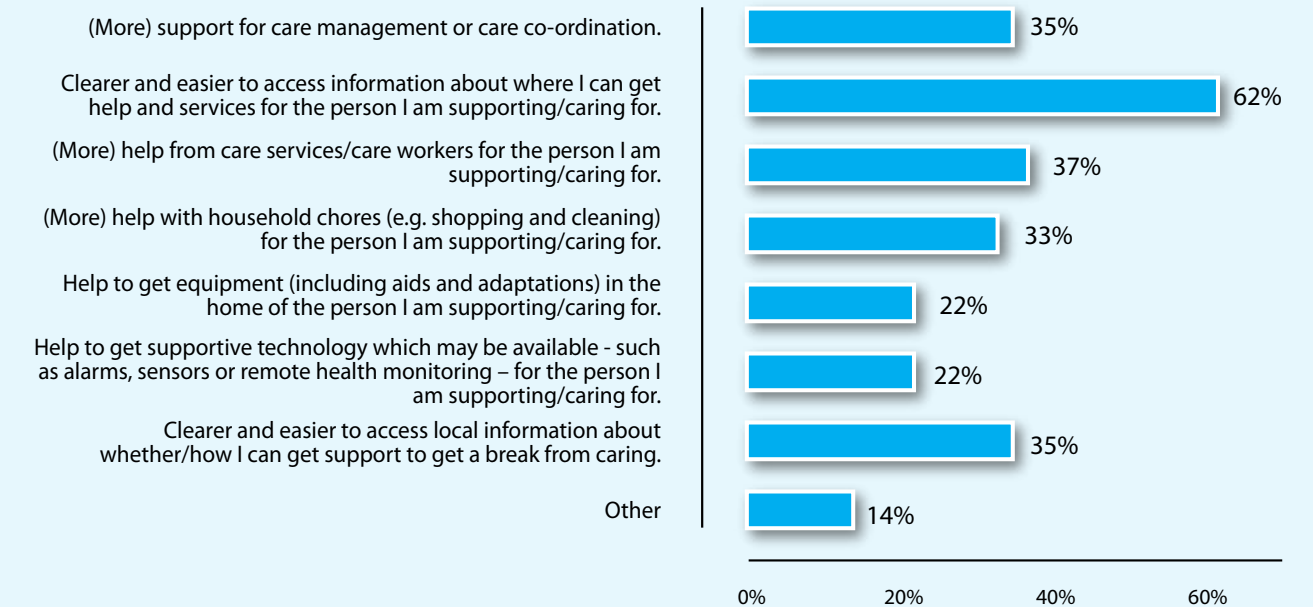 (More) support for care management or care co-ordination.
35%
Clearer and easier to access information about where I can get
help and services for the person I am supporting/caring for.
62%
(More) help from care services/care workers for the person I am
supporting/caring for.
37%
(More) help with household chores (e.g. shopping and cleaning)
for the person I am supporting/caring for.
33%
Help to get equipment (including aids and adaptations) in the
home of the person I am supporting/caring for.
22%
Help to get supportive technology which may be available - such
as alarms, sensors or remote health monitoring – for the person I
am supporting/caring for.
22%
Clearer and easier to access local information about
whether/how I can get support to get a break from caring.
35%
Other
14%
0% 20% 40% 60%